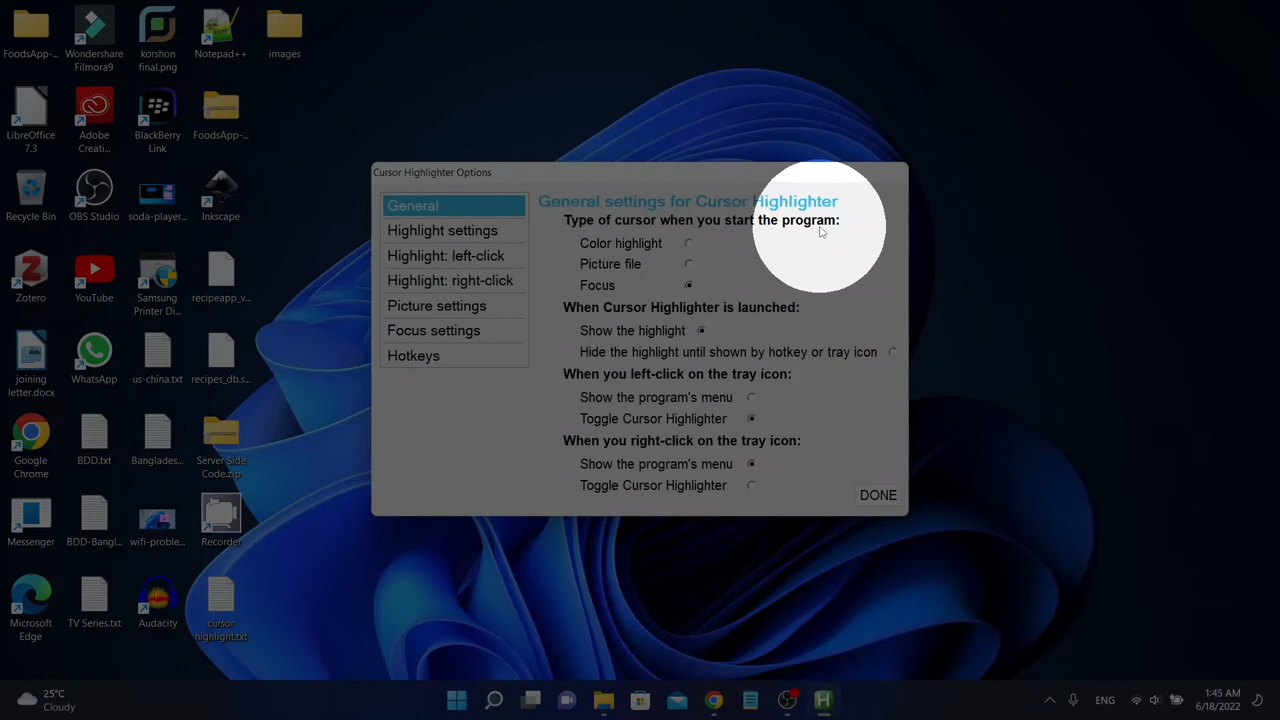 FoodsApp-...
Wondershare
Filmora9
korshon
final.png
Notepad++
images
LibreOffice
7.3
Adobe
Creati...
BlackBerry
Link
FoodsApp-...
Recycle Bin
OBS Studio
soda-player...
Inkscape
Zotero
YouTube
Samsung
Printer Di...
recipeapp_v...
joining
letter.docx
WhatsApp
us-china.txt
recipes_db.s...
Google
Chrome
BDD.txt
Banglades...
Server Side
Code.zip
Messenger
BDD-Bangl...
wifi-proble...
Recorder
Microsoft
Edge
TV Series.txt
Audacity
cursor
highlight.txt
Cursor Highlighter Options
General
Highlight settings
Highlight: left-click
Highlight: right-click
Picture settings
Focus settings
Hotkeys
General settings for Cursor Highlighter
Type of cursor when you start the program:
Color highlight
Picture file
Focus
When Cursor Highlighter is launched:
Show the highlight
Hide the highlight until shown by hotkey or tray icon
When you left-click on the tray icon:
Show the program's menu
Toggle Cursor Highlighter
When you right-click on the tray icon:
Show the program's menu
Toggle Cursor Highlighter
DONE
25°C
Cloudy
ENG
1:45 AM
6/18/2022